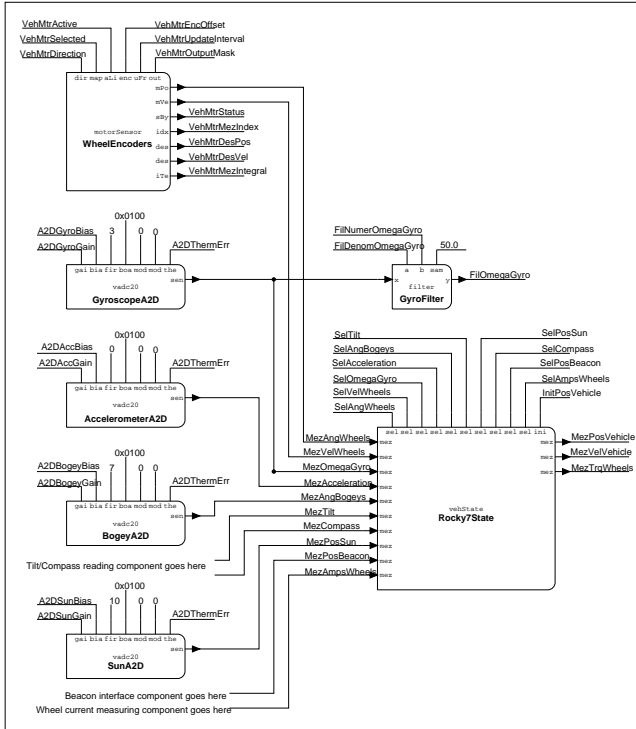 VehMtrActive VehMtrEncOffset
VehMtrSelected VehMtrUpdateInterval
VehMtrDirection VehMtrOutputMask
dir map aLi enc uFr out
mPo
mVe
sBy VehMtrStatus
motorSensor idx VehMtrMezIndex
WheelEncoders des VehMtrDesPos
des VehMtrDesVel
iTe VehMtrMezIntegral
0x0100
A2DGyroBias 3 0 0
A2DGyroGain A2DThermErr
gai bia fir boa mod mod the
sen
vadc20
GyroscopeA2D
FilNumerOmegaGyro
FilDenomOmegaGyro 50.0
a b sam
x y FilOmegaGyro
filter
GyroFilter
0x0100
A2DAccBias 0 0 0
A2DAccGain A2DThermErr
gai bia fir boa mod mod the
sen
vadc20
AccelerometerA2D
0x0100
A2DBogeyBias 7 0 0
A2DBogeyGain A2DThermErr
gai bia fir boa mod mod the
sen
vadc20
BogeyA2D
Tilt/Compass reading component goes here
0x0100
A2DSunBias 10 0 0
A2DSunGain A2DThermErr
gai bia fir boa mod mod the
sen
vadc20
SunA2D
Beacon interface component goes here
Wheel current measuring component goes here
SelTilt SelPosSun
SelAngBogeys SelCompass
SelAcceleration SelPosBeacon
SelOmegaGyro SelAmpsWheels
SelVelWheels InitPosVehicle
SelAngWheels
sel sel sel sel sel sel sel sel sel ini
MezAngWheels mez mez MezPosVehicle
MezVelWheels mez mez MezVelVehicle
MezOmegaGyro mez mez MezTrqWheels
MezAcceleration mez
MezAngBogeys mez
MezTilt mez
MezCompass mez
MezPosSun mez
MezPosBeacon mez
MezAmpsWheels mez
vehState
Rocky7State